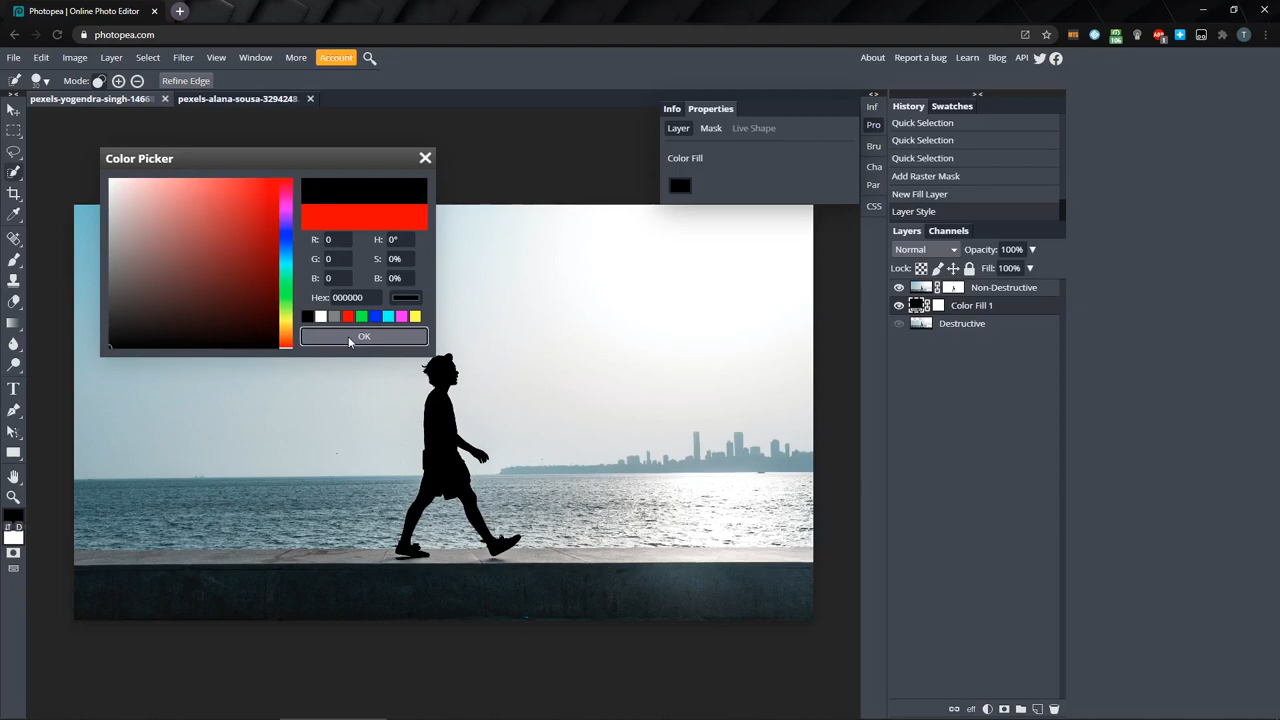 Photopea | Online Photo Editor
photopea.com
106
1
T
File Edit Image Layer Select Filter View Window More Account
About Report a bug Learn Blog API
30 Mode: Refine Edge
pexels-yogendra-singh-1466 pexels-alana-sousa-3294248.
Color Picker
R: 0 H: 0°
G: 0 S: 0%
B: 0 B: 0%
Hex: 000000
OK
Info Properties
Layer Mask Live Shape
Color Fill
Inf
Pro
Bru
Cha
Par
CSS
History Swatches
Quick Selection
Quick Selection
Quick Selection
Add Raster Mask
New Fill Layer
Layer Style
Layers Channels
Normal Opacity: 100%
Lock: Fill: 100%
Non-Destructive
Color Fill 1
Destructive
D
eff